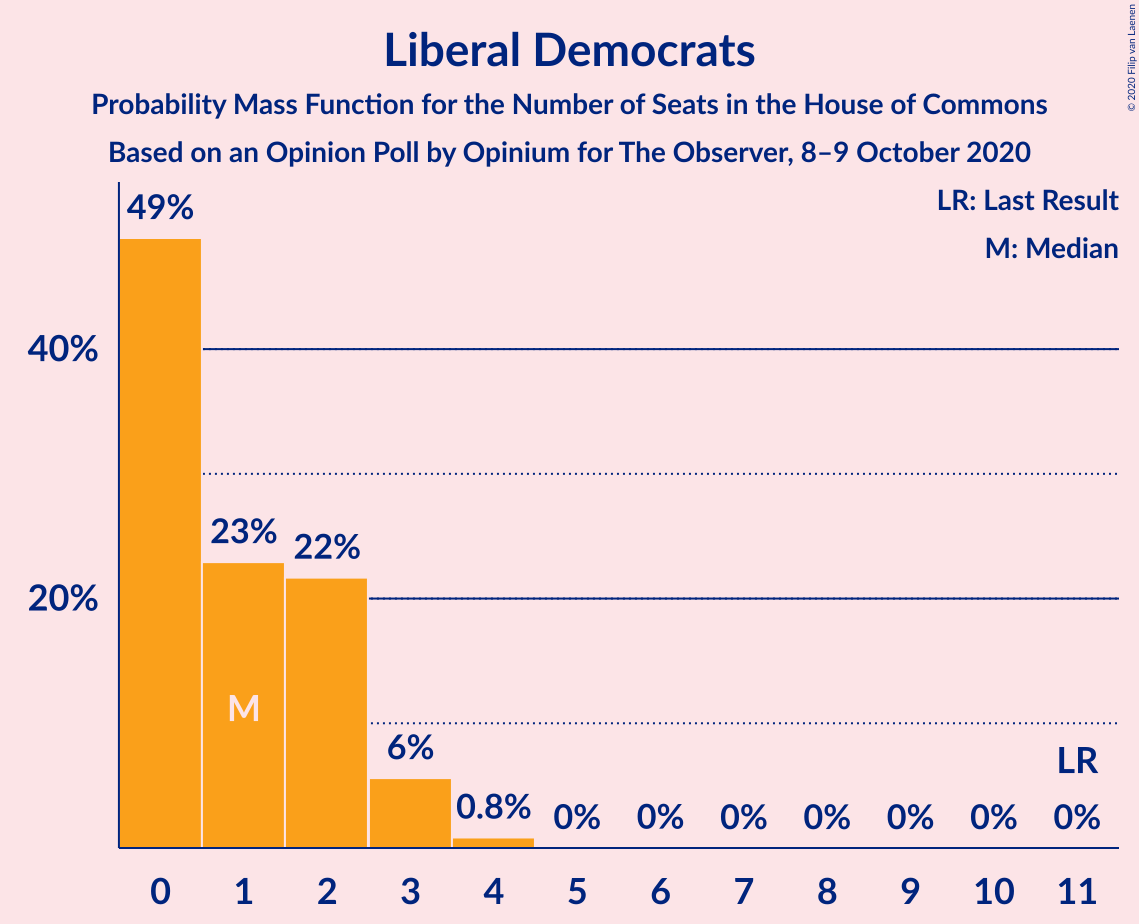 Liberal Democrats
Probability Mass Function for the Number of Seats in the House of Commons
Based on an Opinion Poll by Opinium for The Observer, 8–9 October 2020
© 2020 Filip van Laenen
LR: Last Result
M: Median
49%
40%
23%
22%
20%
M
6%
LR
0.8%
0% 0% 0% 0% 0% 0% 0%
0 1 2 3 4 5 6 7 8 9 10 11